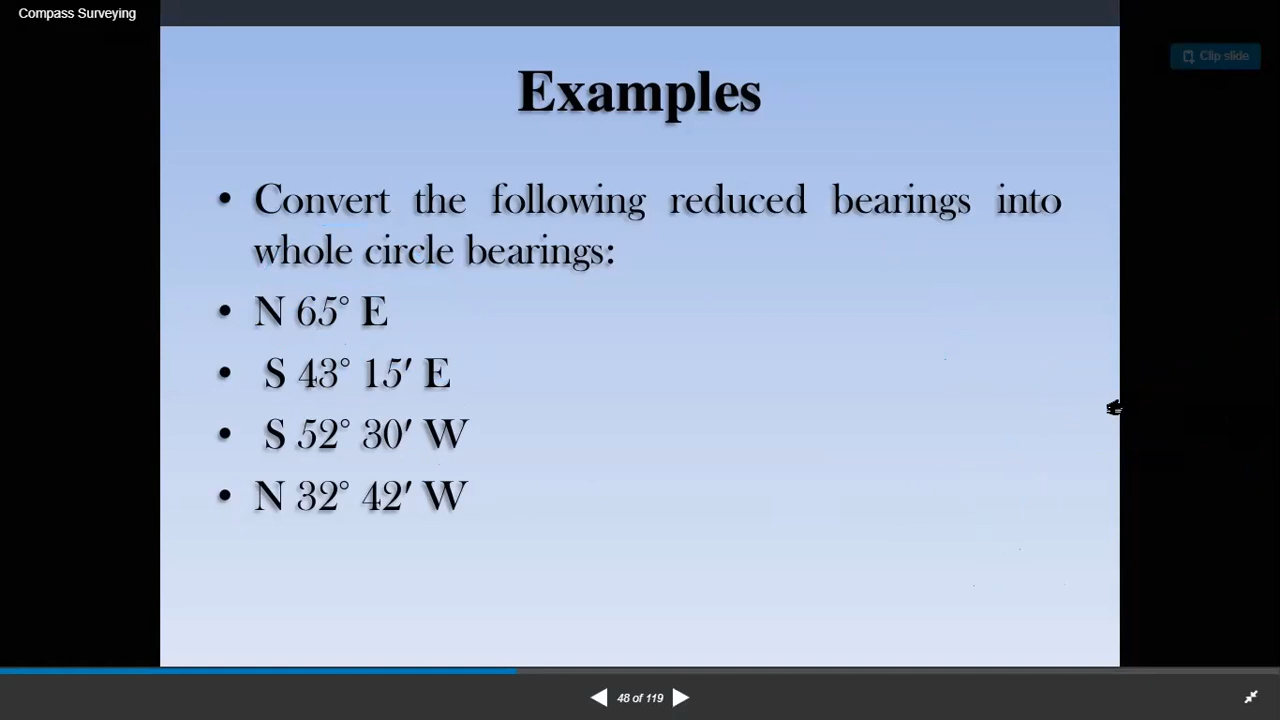 Compass Surveying
Clip slide
Examples
• Convert the following reduced bearings into
whole circle bearings:
• N 65° E
• S 43° 15′ E
• S 52° 30′ W
• N 32° 42′ W
48 of 119